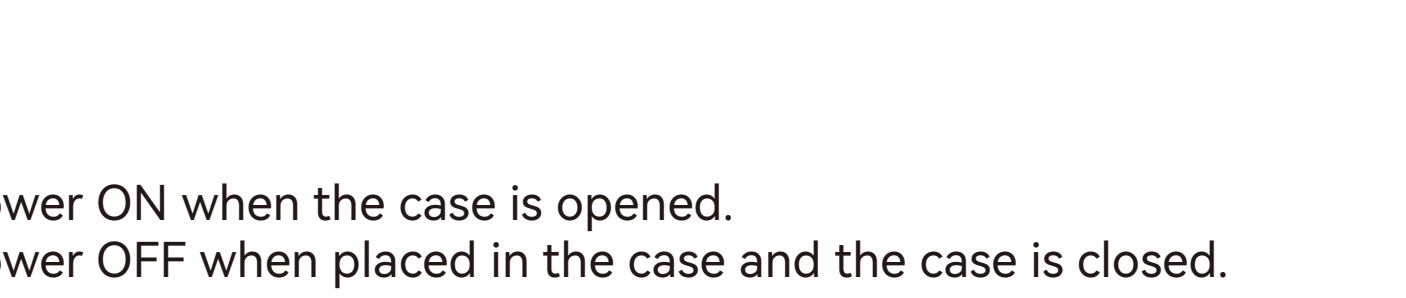 ower ON when the case is opened.
ower OFF when placed in the case and the case is closed.